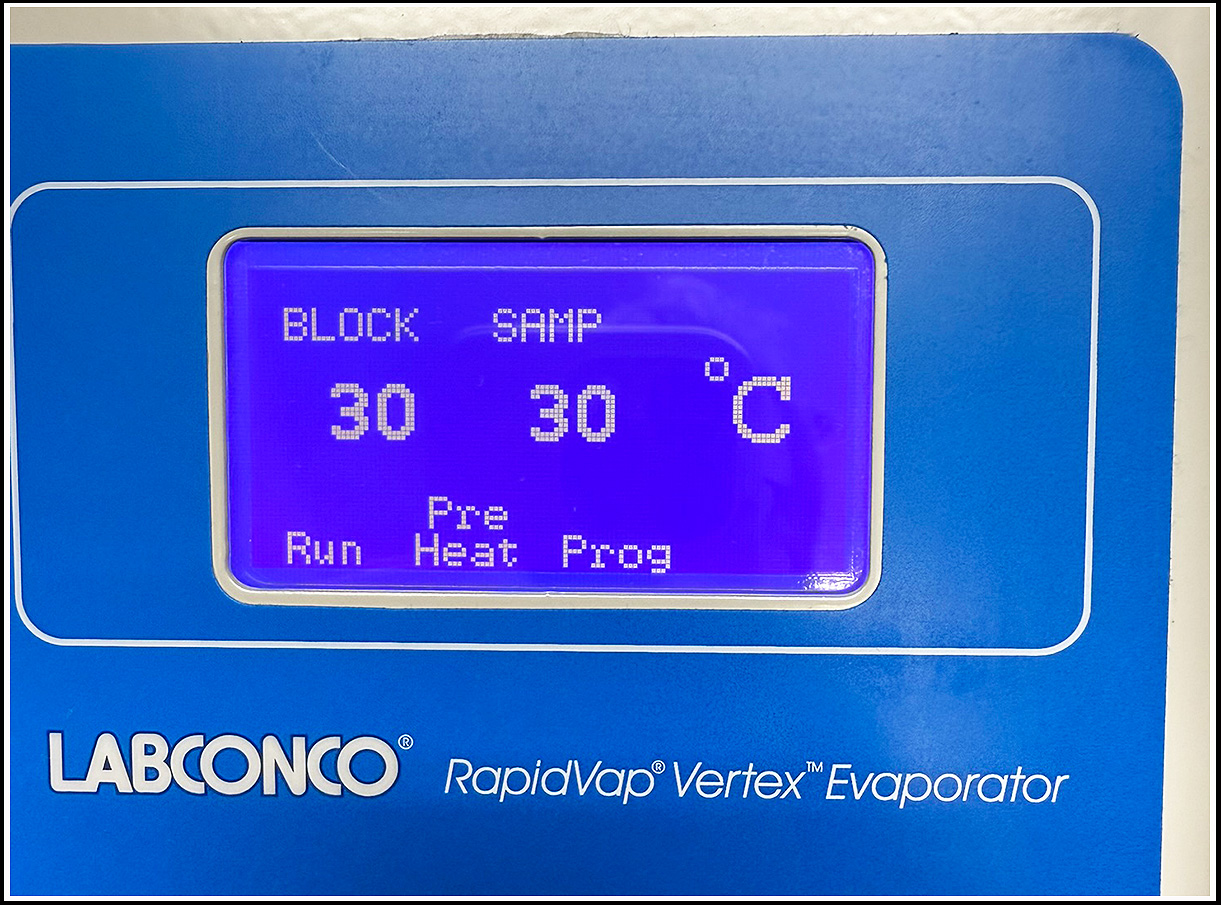 BLOCK SAMP
30 30 °C
Pre
Run Heat Prog
LABCONCO® RapidVap® Vertex™ Evaporator